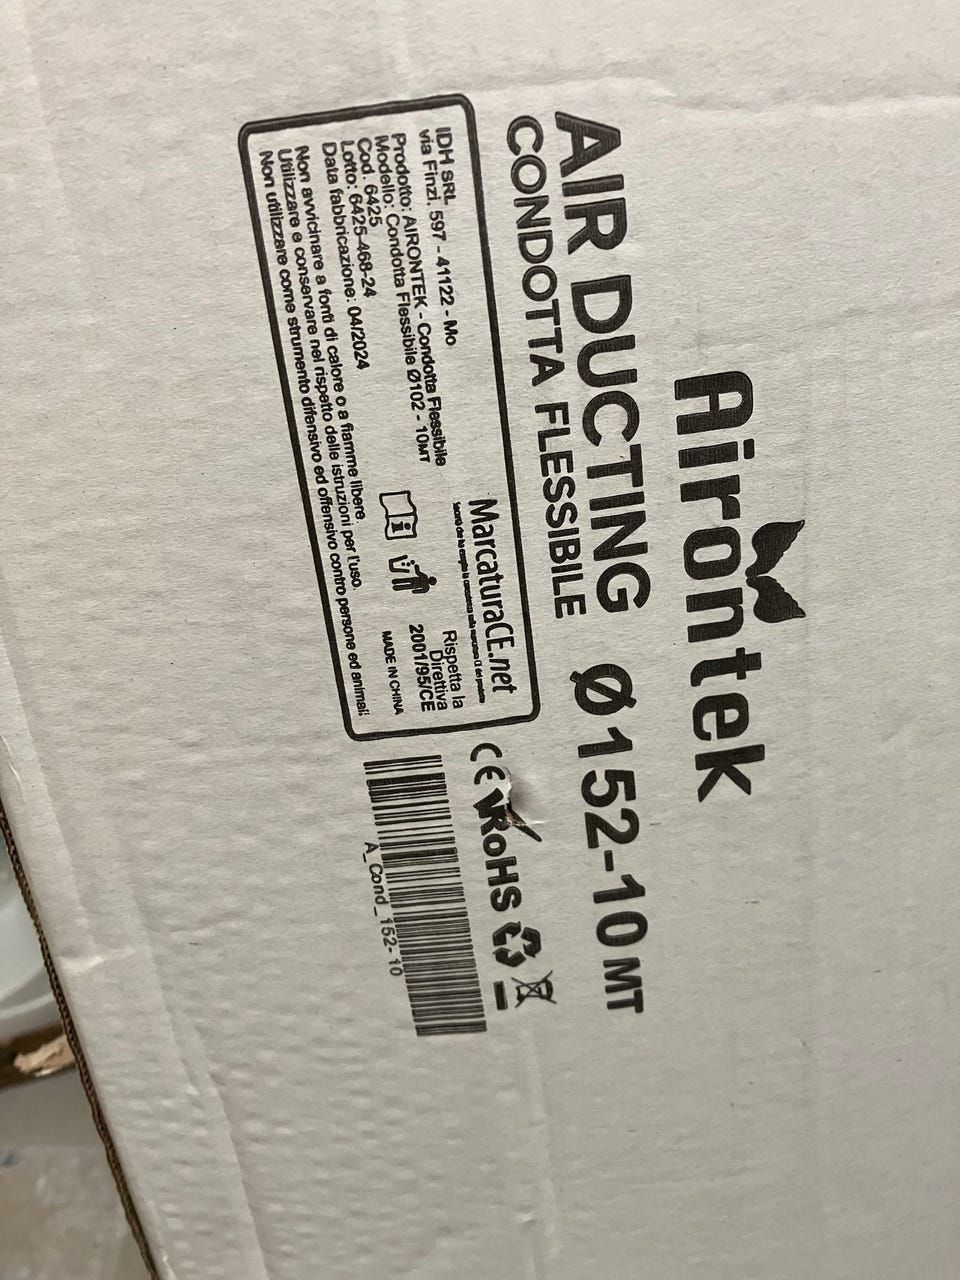 Airontek
AIR DUCTING Ø152-10MT
CONDOTTA FLESSIBILE
IDH SRL
via Finzi. 597 - 41122 - Mo
Prodotto: AIRONTEK - Condotta Flessibile
Modello: Condotta Flessibile Ø102 - 10MT
Cod. 6425
Lotto: 6425-468-24
Data fabbricazione: 04/2024
Non avvicinare a fonti di calore o a fiamme libere
Utilizzare e conservare nel rispetto delle istruzioni per l'uso.
Non utilizzare come strumento difensivo ed offensivo contro persone ed animali
MarcaturaCE.net
Rispetta la
Direttiva
2001/95/CE
MADE IN CHINA
CE RoHS
A_Cond_152-10